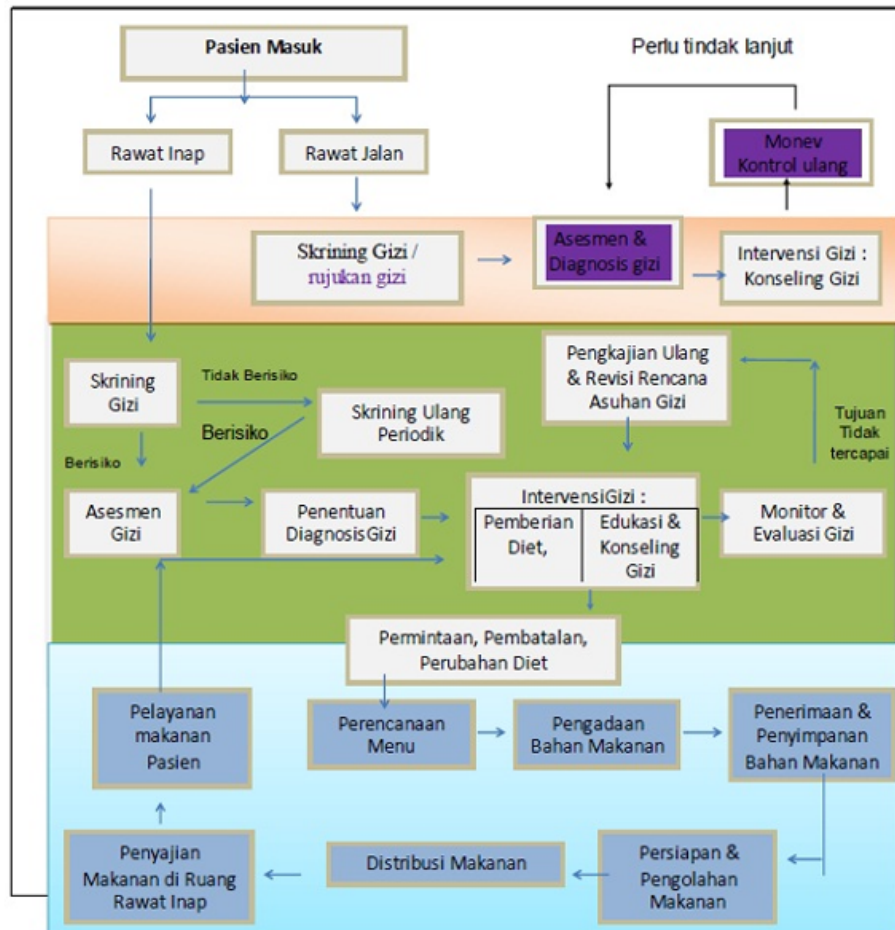 Pasien Masuk
Perlu tindak lanjut
Rawat Inap
Rawat Jalan
Monev
Kontrol ulang
Skrining Gizi /
rujukan gizi
Asesmen &
Diagnosis gizi
Intervensi Gizi :
Konseling Gizi
Skrining
Gizi
Tidak Berisiko
Skrining Ulang
Periodik
Pengkajian Ulang
& Revisi Rencana
Asuhan Gizi
Tujuan
Tidak
tercapai
Berisiko
Berisiko
Asesmen
Gizi
Penentuan
DiagnosisGizi
IntervensiGizi :
Pemberian
Diet,
Edukasi &
Konseling
Gizi
Monitor &
Evaluasi Gizi
Permintaan, Pembatalan,
Perubahan Diet
Pelayanan
makanan
Pasien
Perencanaan
Menu
Pengadaan
Bahan Makanan
Penerimaan &
Penyimpanan
Bahan Makanan
Penyajian
Makanan di Ruang
Rawat Inap
Distribusi Makanan
Persiapan &
Pengolahan
Makanan